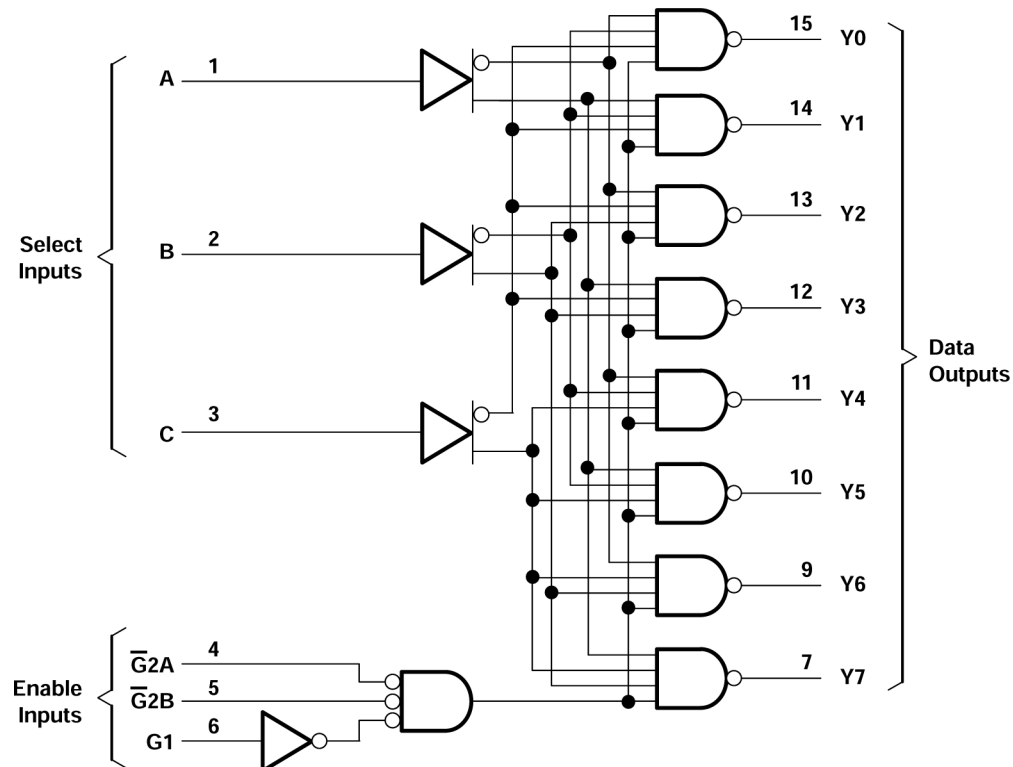 A 1
B 2
C 3
Select
Inputs
G̅2A 4
G̅2B 5
G1 6
Enable
Inputs
15 Y0
14 Y1
13 Y2
12 Y3
11 Y4
10 Y5
9 Y6
7 Y7
Data
Outputs